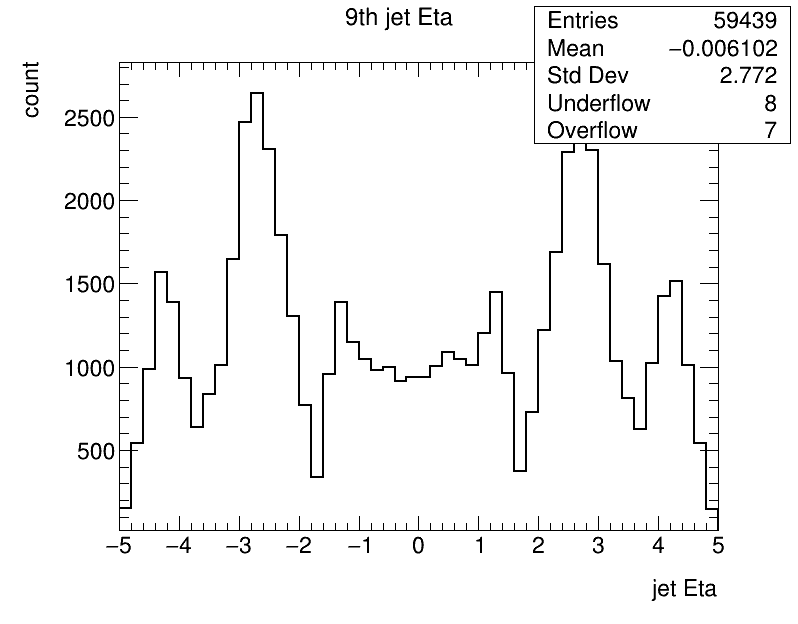 9th jet Eta
Entries 59439
Mean −0.006102
Std Dev 2.772
Underflow 8
Overflow 7
count
2500
2000
1500
1000
500
−5 −4 −3 −2 −1 0 1 2 3 4 5
jet Eta